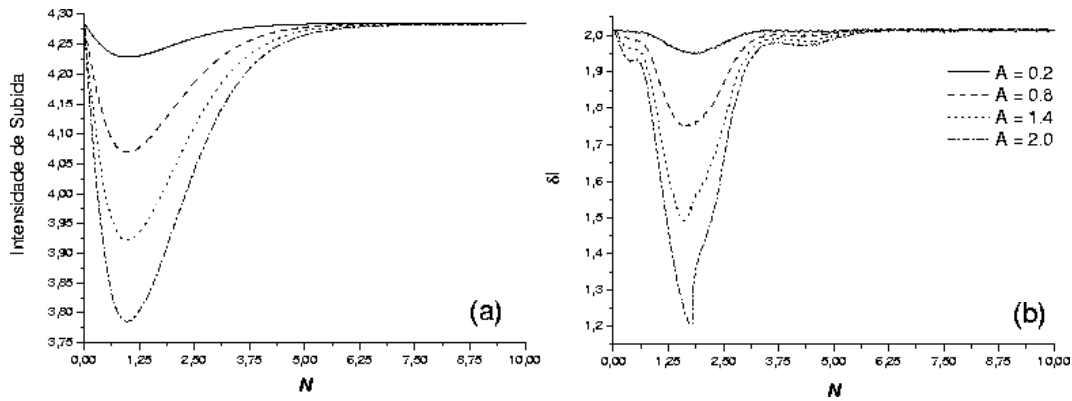 Intensidade de Subida
4,30
4,25
4,20
4,15
4,10
4,05
4,00
3,95
3,90
3,85
3,80
3,75
0,00 1,25 2,50 3,75 5,00 6,25 7,50 8,75 10,00
N
(a)
δI
2,0
1,9
1,8
1,7
1,6
1,5
1,4
1,3
1,2
0,00 1,25 2,50 3,75 5,00 6,25 7,50 8,75 10,00
N
(b)
A = 0.2
A = 0.8
A = 1.4
A = 2.0